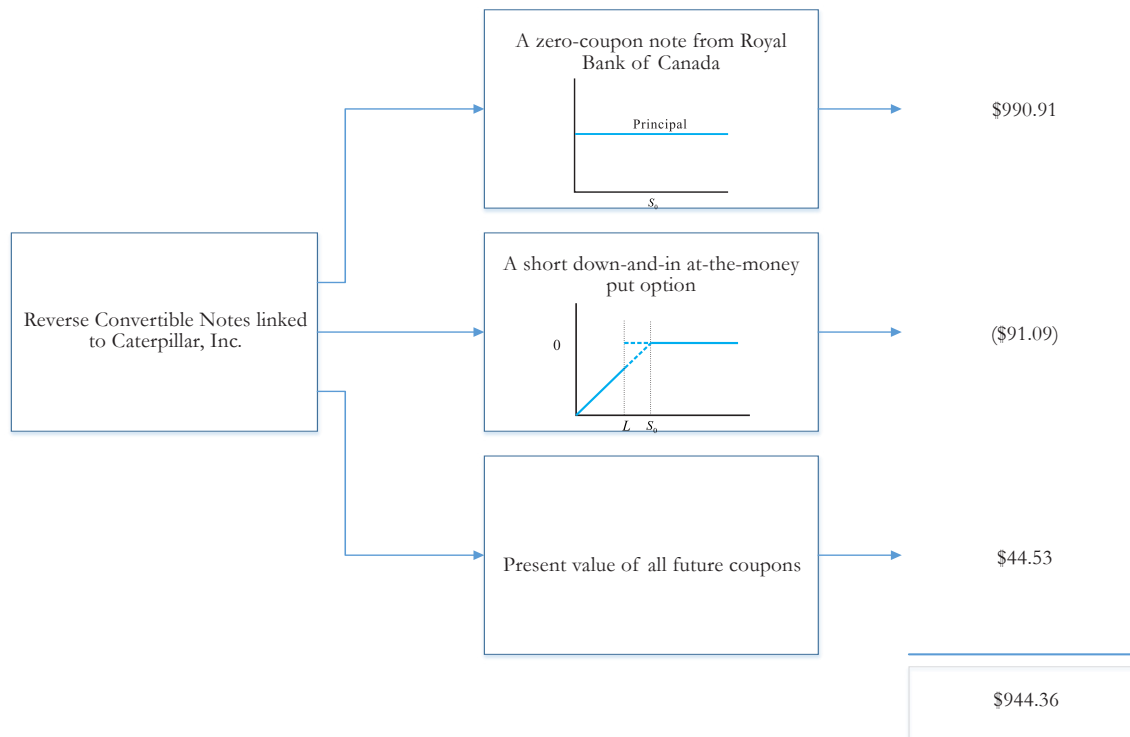 A zero-coupon note from Royal
Bank of Canada
Principal
S₀
$990.91
Reverse Convertible Notes linked
to Caterpillar, Inc.
A short down-and-in at-the-money
put option
0
L S₀
($91.09)
Present value of all future coupons
$44.53
$944.36